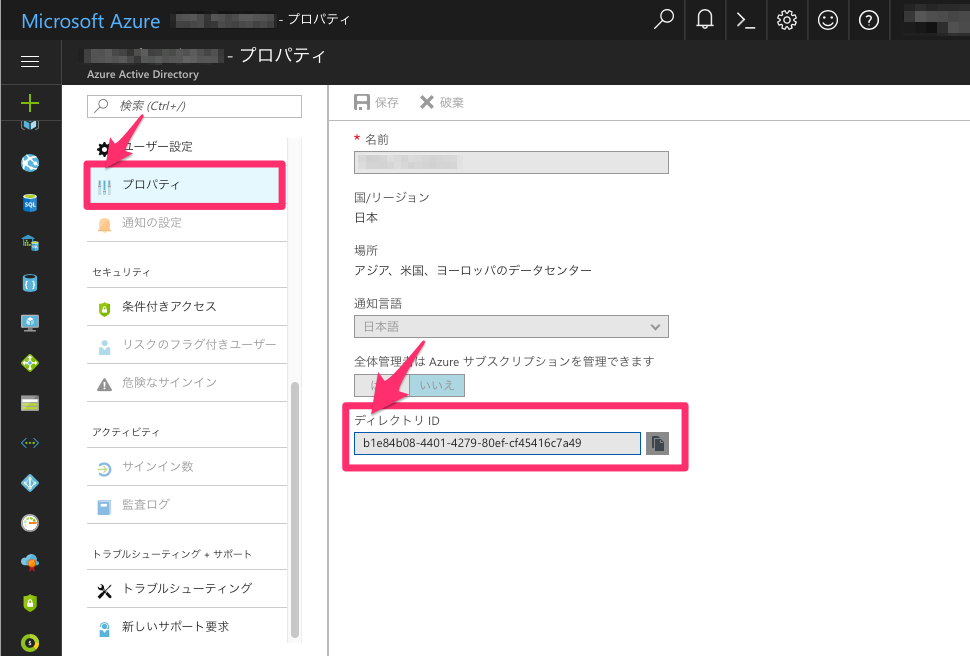 Microsoft Azure - プロパティ
- プロパティ
Azure Active Directory
検索 (Ctrl+/)
ユーザー設定
プロパティ
通知の設定
セキュリティ
条件付きアクセス
リスクのフラグ付きユーザー
危険なサインイン
アクティビティ
サインイン数
監査ログ
トラブルシューティング + サポート
トラブルシューティング
新しいサポート要求
保存 破棄
* 名前
国/リージョン
日本
場所
アジア、米国、ヨーロッパのデータセンター
通知言語
日本語
全体管理者は Azure サブスクリプションを管理できます
いいえ
ディレクトリ ID
b1e84b08-4401-4279-80ef-cf45416c7a49